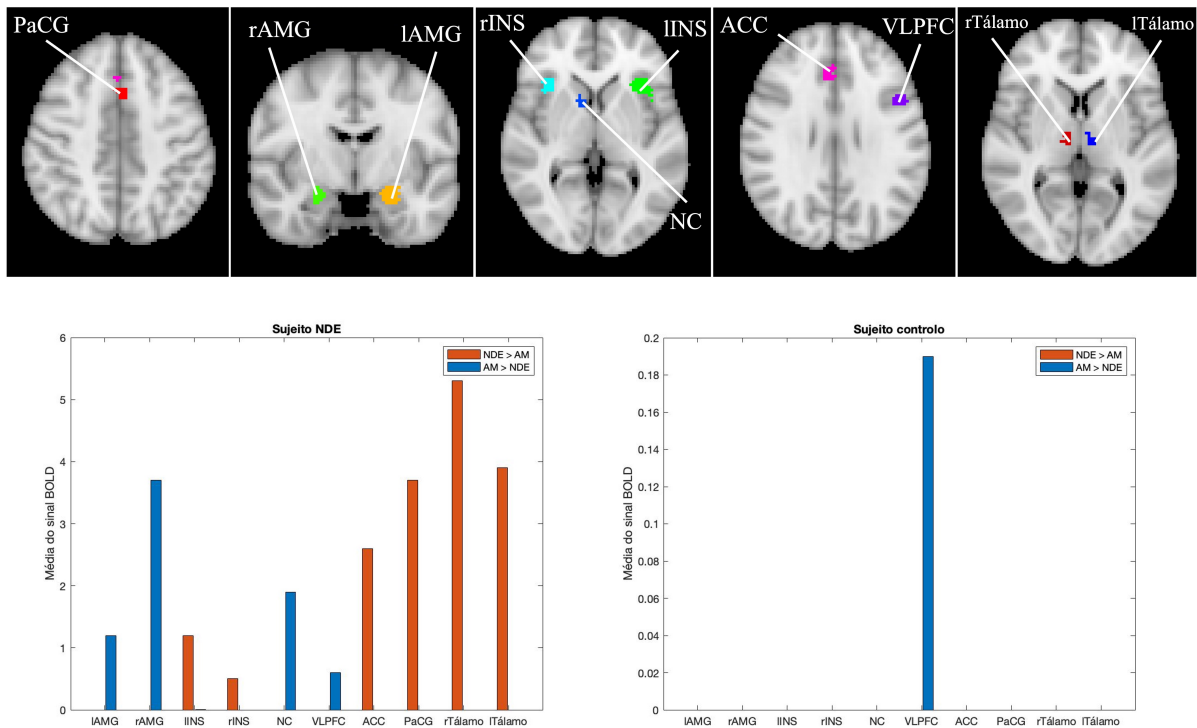 PaCG
rAMG
lAMG
rINS
lINS
NC
ACC
VLPFC
rTálamo
lTálamo
Sujeito NDE
NDE > AM
AM > NDE
Média do sinal BOLD
6
5
4
3
2
1
0
lAMG rAMG lINS rINS NC VLPFC ACC PaCG rTálamo lTálamo
Sujeito controlo
NDE > AM
AM > NDE
Média do sinal BOLD
0.2
0.18
0.16
0.14
0.12
0.1
0.08
0.06
0.04
0.02
0
lAMG rAMG lINS rINS NC VLPFC ACC PaCG rTálamo lTálamo